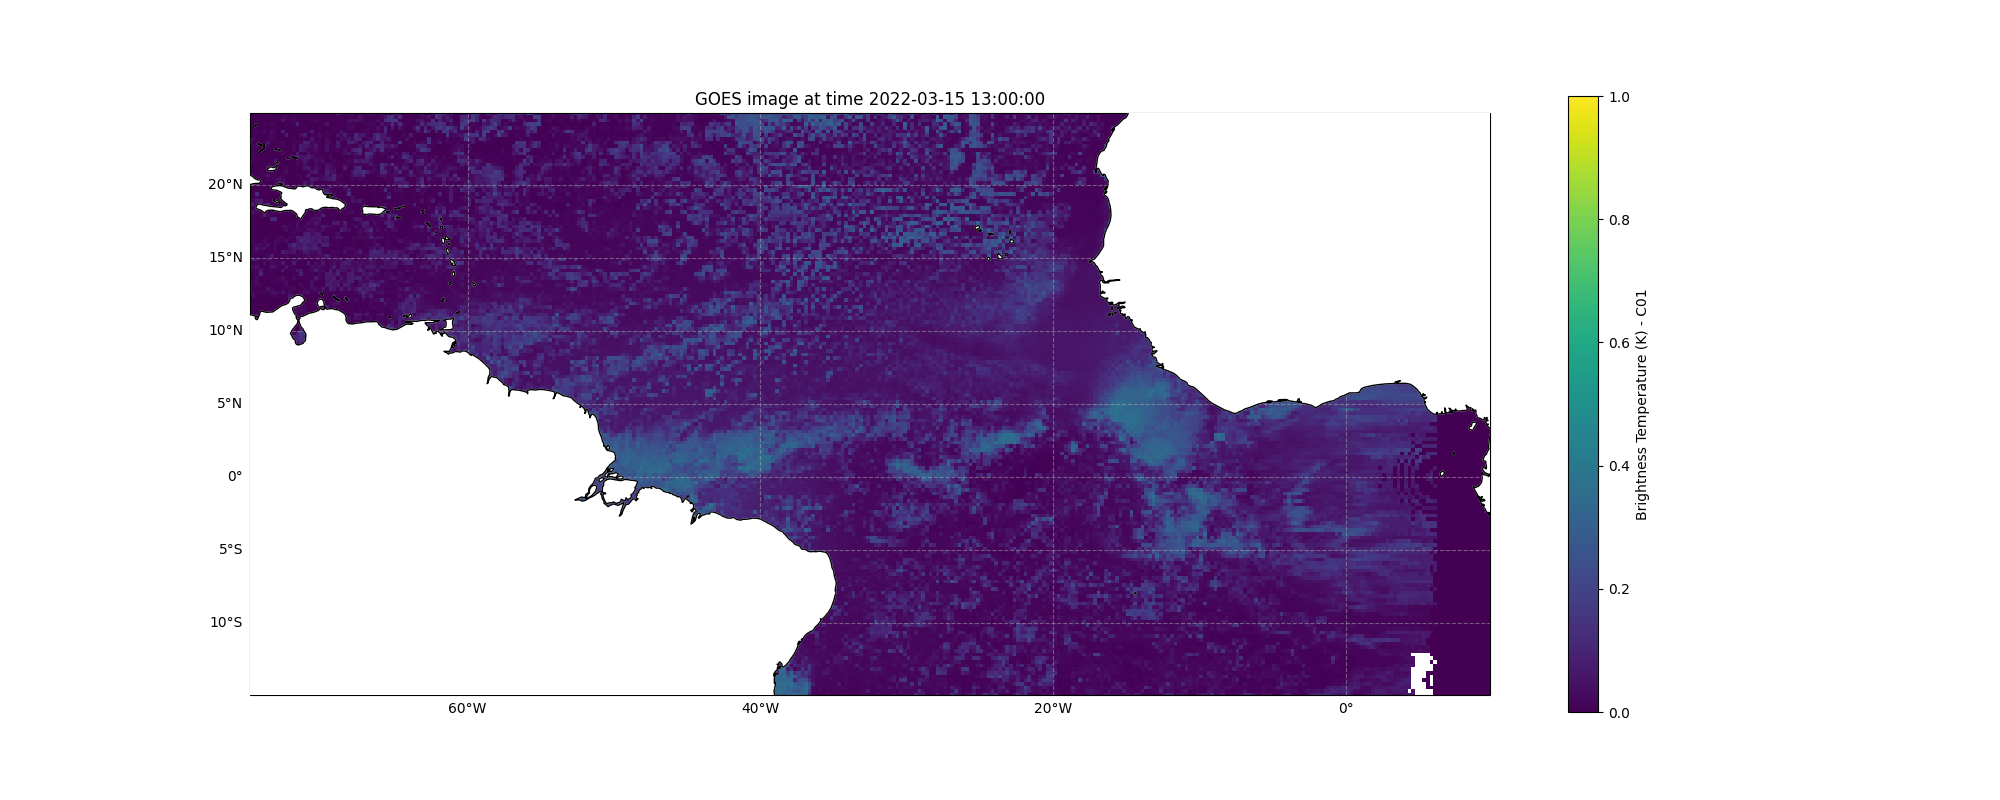 GOES image at time 2022-03-15 13:00:00
20°N
15°N
10°N
5°N
0°
5°S
10°S
60°W
40°W
20°W
0°
1.0
0.8
0.6
0.4
0.2
0.0
Brightness Temperature (K) - C01